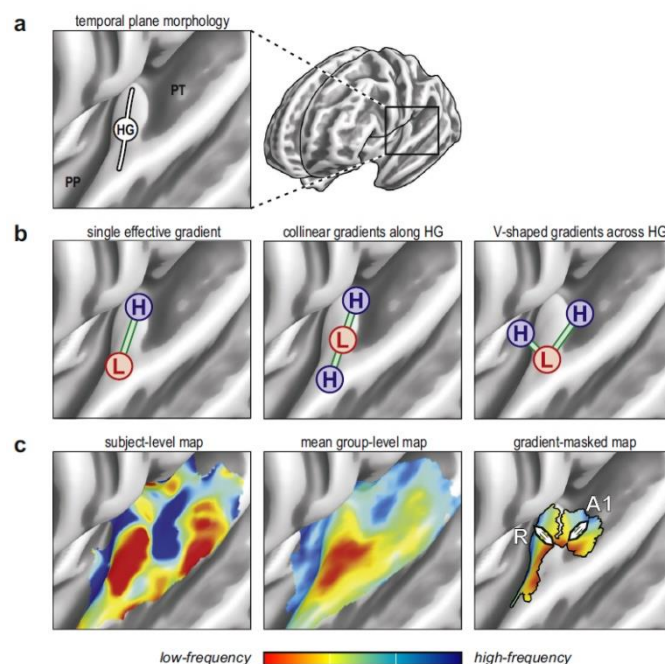 a
temporal plane morphology
PT
HG
PP
b
single effective gradient
collinear gradients along HG
V-shaped gradients across HG
H
L
H
L
H
H
H
L
c
subject-level map
mean group-level map
gradient-masked map
A1
R
low-frequency
high-frequency